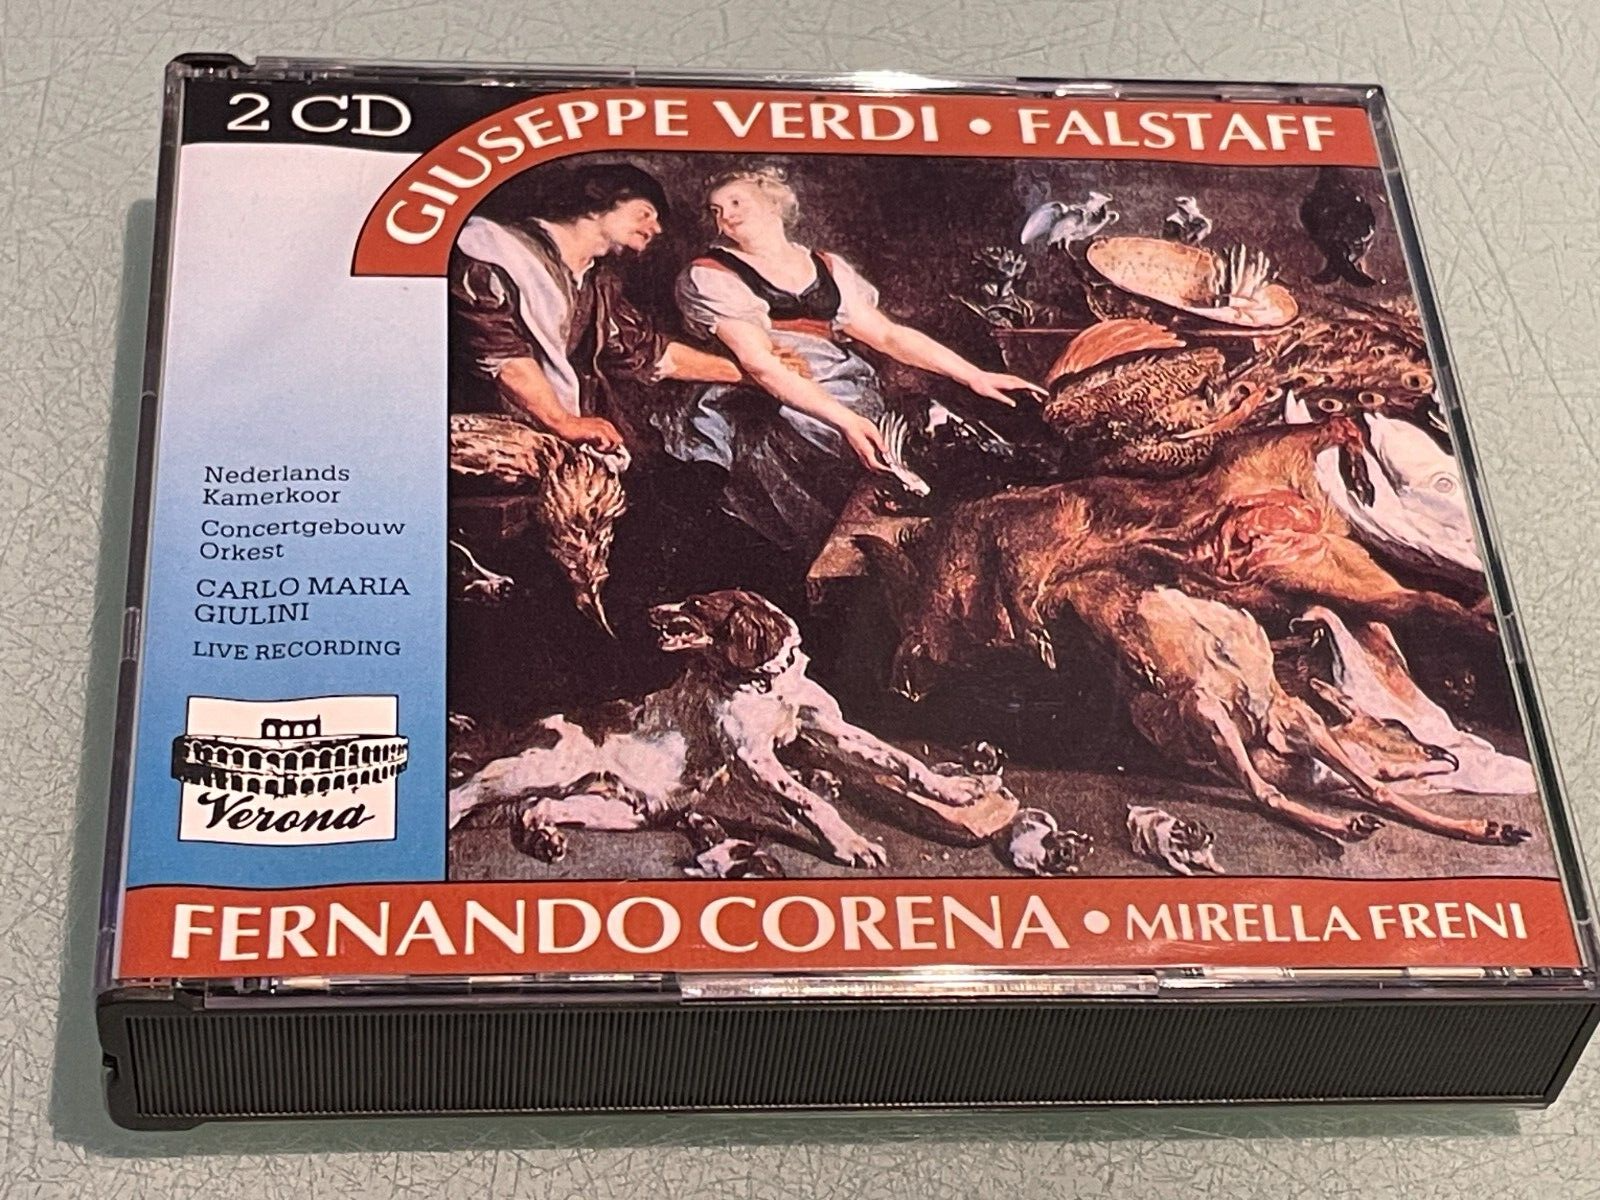 2 CD
GIUSEPPE VERDI • FALSTAFF
Nederlands
Kamerkoor
Concertgebouw
Orkest
CARLO MARIA
GIULINI
LIVE RECORDING
Verona
FERNANDO CORENA • MIRELLA FRENI